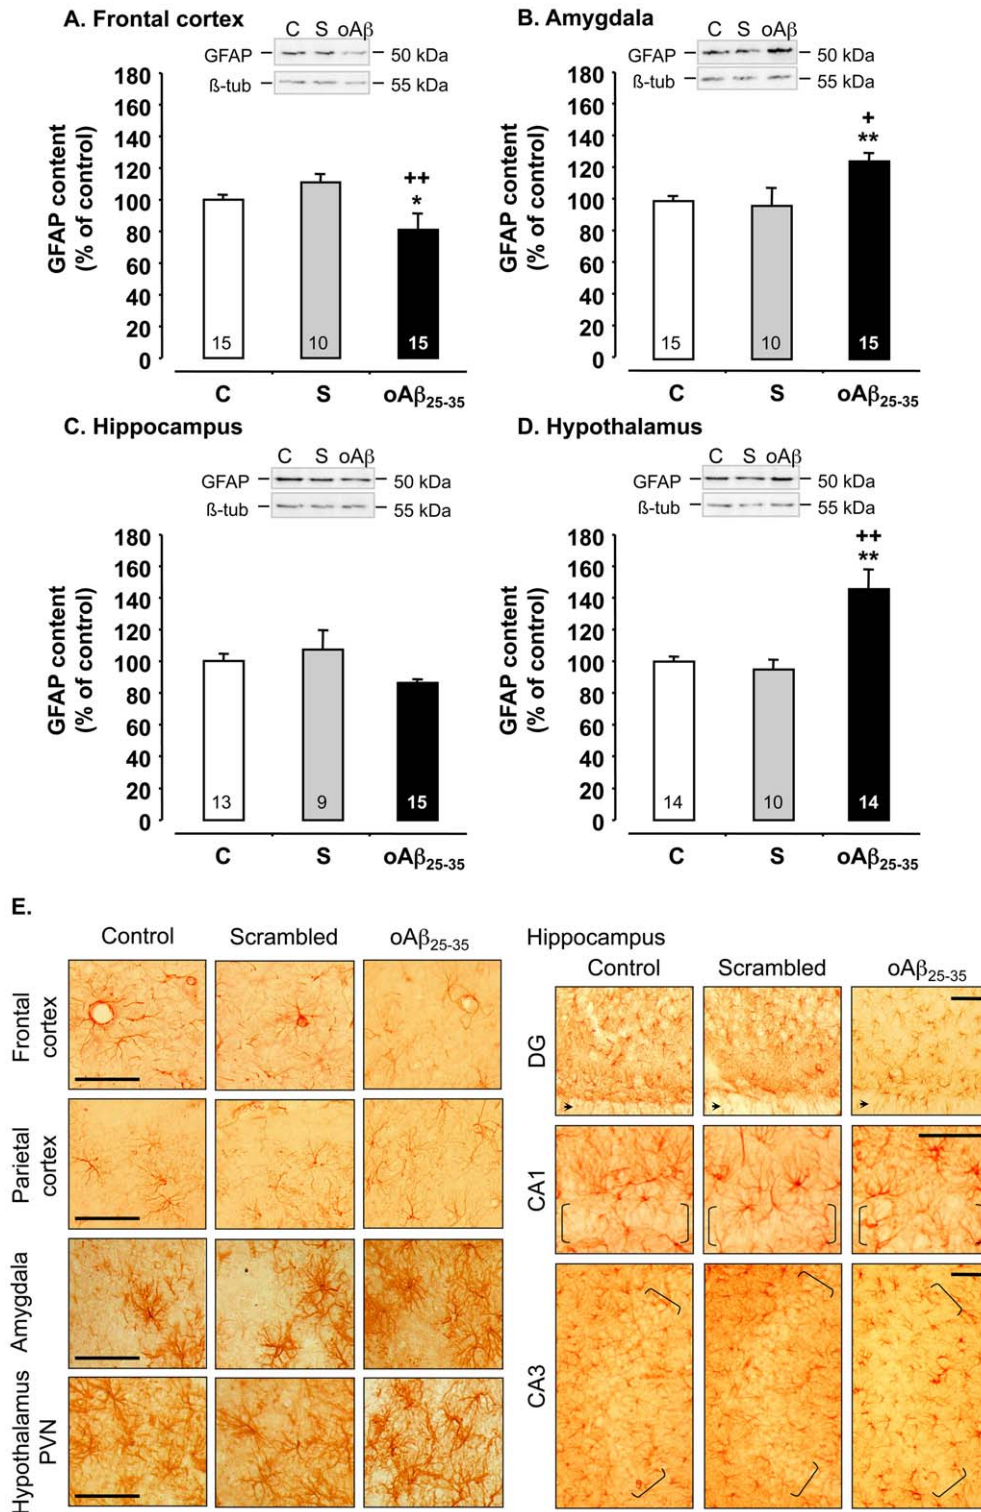 A. Frontal cortex
C S oAβ
GFAP 50 kDa
ß-tub 55 kDa
GFAP content
(% of control)
180
160
140
120
100
80
60
40
20
0
++
*
15 10 15
C S oAβ25-35
B. Amygdala
C S oAβ
GFAP 50 kDa
ß-tub 55 kDa
GFAP content
(% of control)
180
160
140
120
100
80
60
40
20
0
+
**
15 10 15
C S oAβ25-35
C. Hippocampus
C S oAβ
GFAP 50 kDa
ß-tub 55 kDa
GFAP content
(% of control)
180
160
140
120
100
80
60
40
20
0
13 9 15
C S oAβ25-35
D. Hypothalamus
C S oAβ
GFAP 50 kDa
ß-tub 55 kDa
GFAP content
(% of control)
180
160
140
120
100
80
60
40
20
0
++
**
14 10 14
C S oAβ25-35
E.
Control Scrambled oAβ25-35
Frontal
cortex
Parietal
cortex
Amygdala
Hypothalamus
PVN
Hippocampus
Control Scrambled oAβ25-35
DG
CA1
CA3